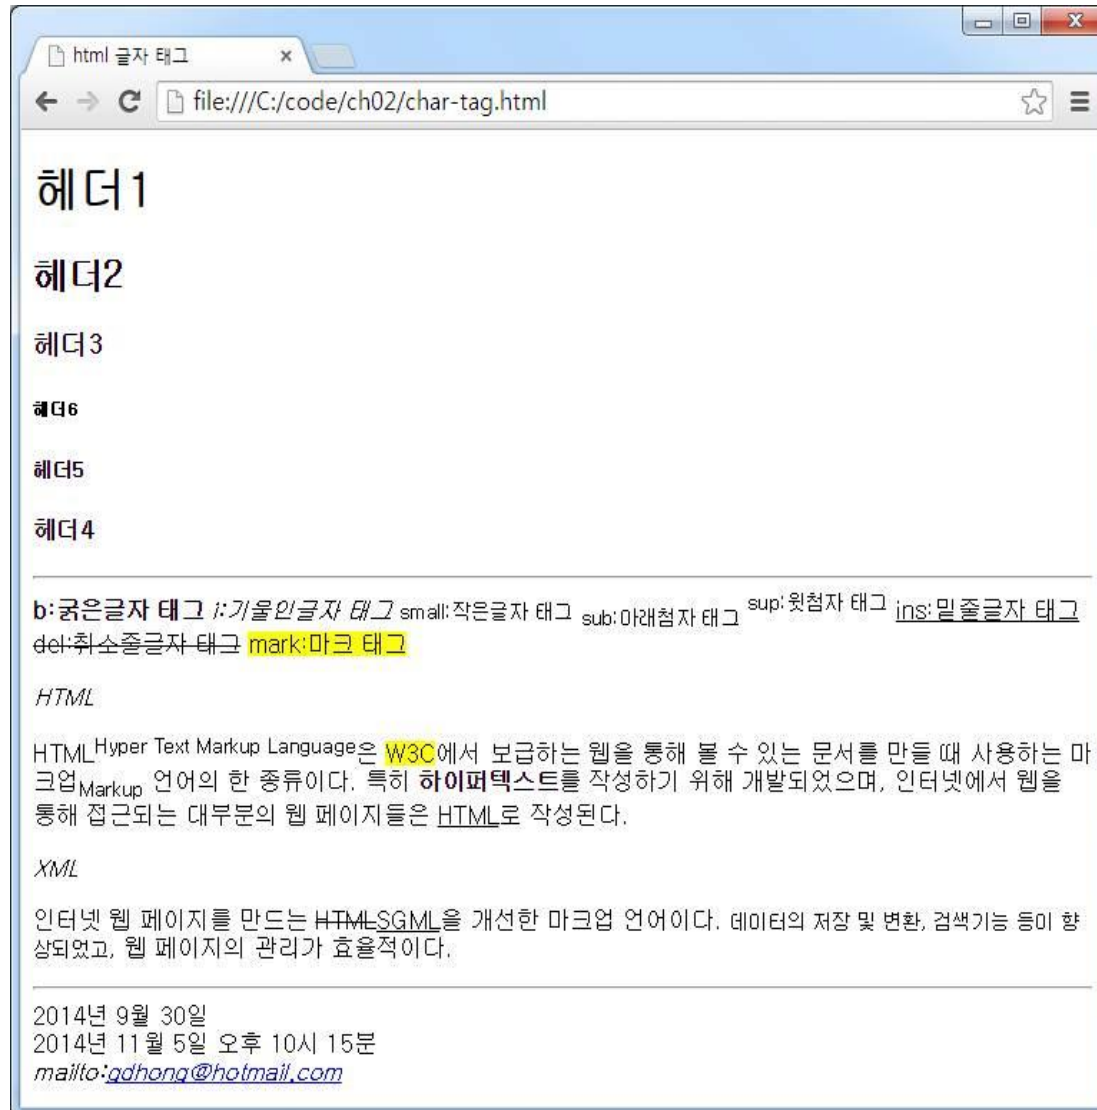 html 글자 태그
file:///C:/code/ch02/char-tag.html
헤더1
헤더2
헤더3
헤더6
헤더5
헤더4
b:굵은글자 태그 i:기울인글자 태그 small:작은글자 태그 sub:아래첨자 태그 sup:윗첨자 태그 ins:밑줄글자 태그
del:취소줄글자 태그 mark:마크 태그
HTML
HTMLHyper Text Markup Language은 W3C에서 보급하는 웹을 통해 볼 수 있는 문서를 만들 때 사용하는 마
크업Markup 언어의 한 종류이다. 특히 하이퍼텍스트를 작성하기 위해 개발되었으며, 인터넷에서 웹을
통해 접근되는 대부분의 웹 페이지들은 HTML로 작성된다.
XML
인터넷 웹 페이지를 만드는 HTMLSGML을 개선한 마크업 언어이다. 데이터의 저장 및 변환, 검색기능 등이 향
상되었고, 웹 페이지의 관리가 효율적이다.
2014년 9월 30일
2014년 11월 5일 오후 10시 15분
mailto:gdhong@hotmail.com